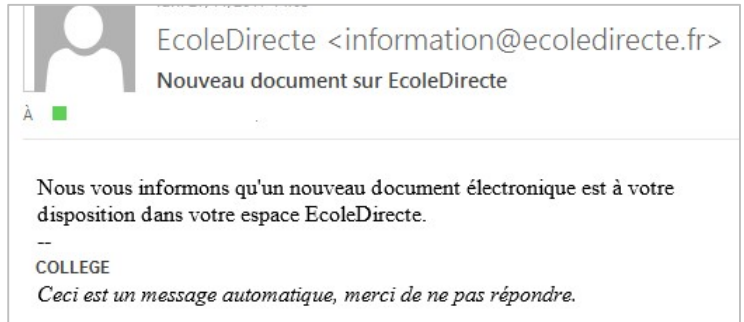 EcoleDirecte <information@ecoledirecte.fr>
Nouveau document sur EcoleDirecte
À
Nous vous informons qu'un nouveau document électronique est à votre
disposition dans votre espace EcoleDirecte.
--
COLLEGE
Ceci est un message automatique, merci de ne pas répondre.